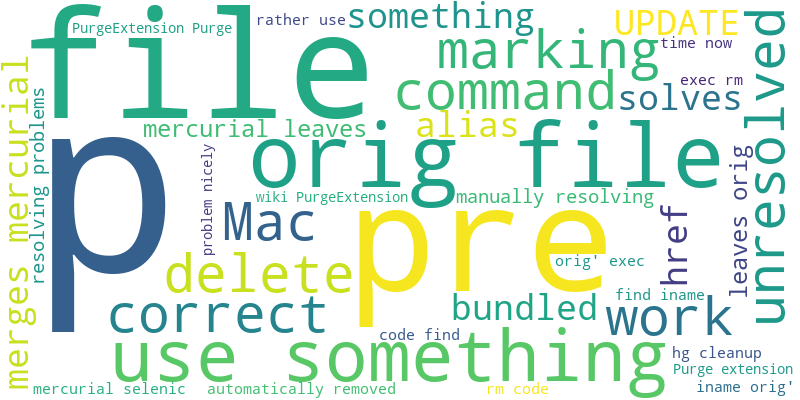 PurgeExtension Purge
rather use
something
UPDATE
file
marking
time now
command
exec rm
solves
unresolved
merges mercurial
resolving problems
mercurial leaves
alias
p
orig file
problem nicely
wiki PurgeExtension
manually resolving
leaves orig
Mac
pre
href
delete
orig' exec
correct
bundled
find iname
work
code find
use something
hg cleanup
Purge extension
mercurial selenic
automatically removed
rm code
iname orig'